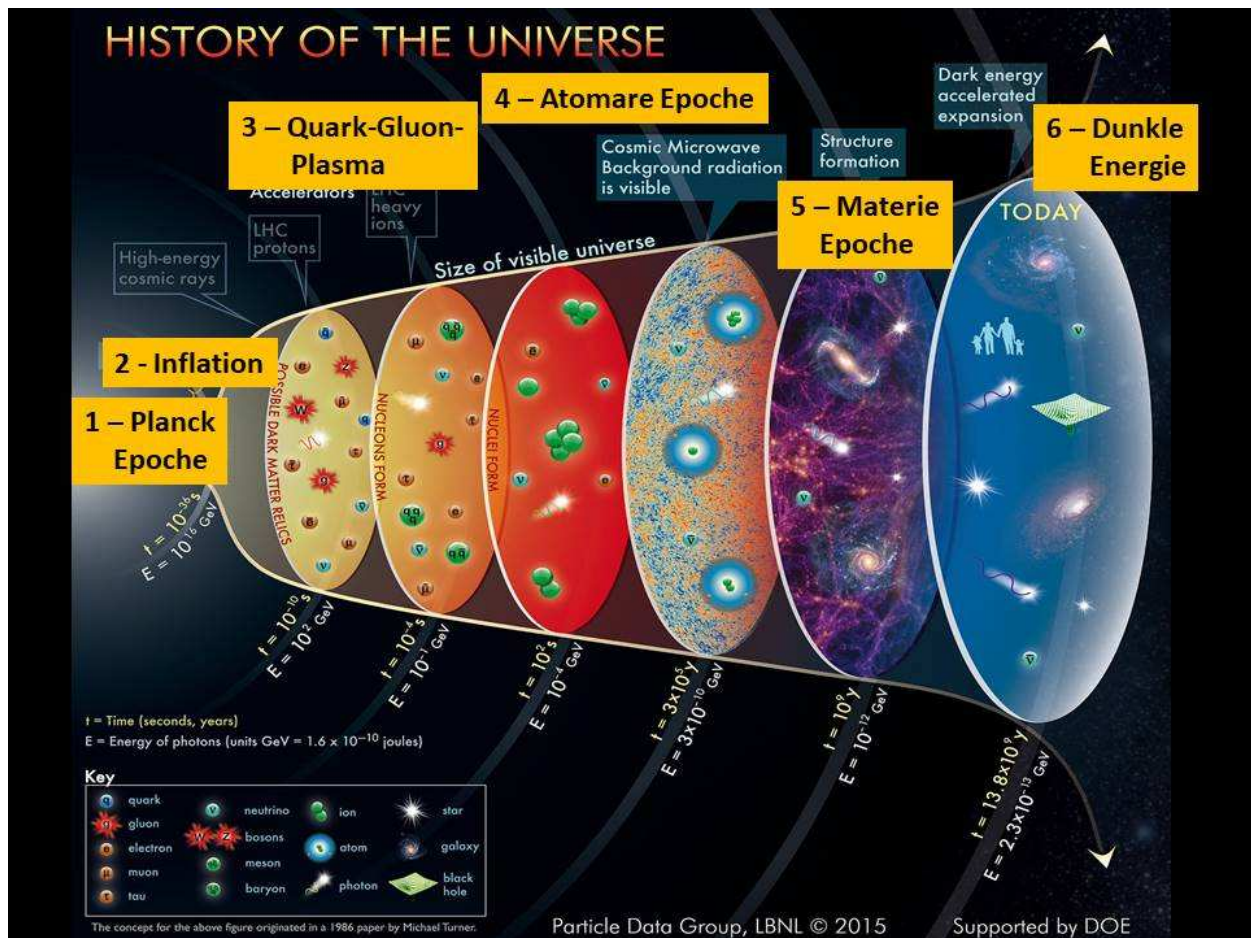 HISTORY OF THE UNIVERSE
4 – Atomare Epoche
3 – Quark-Gluon-
Plasma
Accelerators
LHC
heavy
ions
LHC
protons
High-energy
cosmic rays
Size of visible universe
Cosmic Microwave
Background radiation
is visible
Structure
formation
Dark energy
accelerated
expansion
6 – Dunkle
Energie
5 – Materie
Epoche
TODAY
2 - Inflation
1 – Planck
Epoche
POSSIBLE DARK MATTER RELICS
NUCLEONS FORM
NUCLEI FORM
t = 10⁻³⁶ s
E = 10¹⁶ GeV
t = 10⁻¹⁰ s
E = 10² GeV
t = 10⁻⁴ s
E = 10⁻¹ GeV
t = 10² s
E = 10⁻⁴ GeV
t = 3x10⁵ y
E = 3x10⁻¹⁰ GeV
t = 10⁹ y
E = 10⁻¹² GeV
t = 13.8x10⁹ y
E = 2.3x10⁻¹³ GeV
t = Time (seconds, years)
E = Energy of photons (units GeV = 1.6 x 10⁻¹⁰ joules)
Key
q quark
g gluon
e electron
μ muon
τ tau
ν neutrino
W Z bosons
meson
baryon
ion
atom
photon
star
galaxy
black
hole
The concept for the above figure originated in a 1986 paper by Michael Turner.
Particle Data Group, LBNL © 2015
Supported by DOE